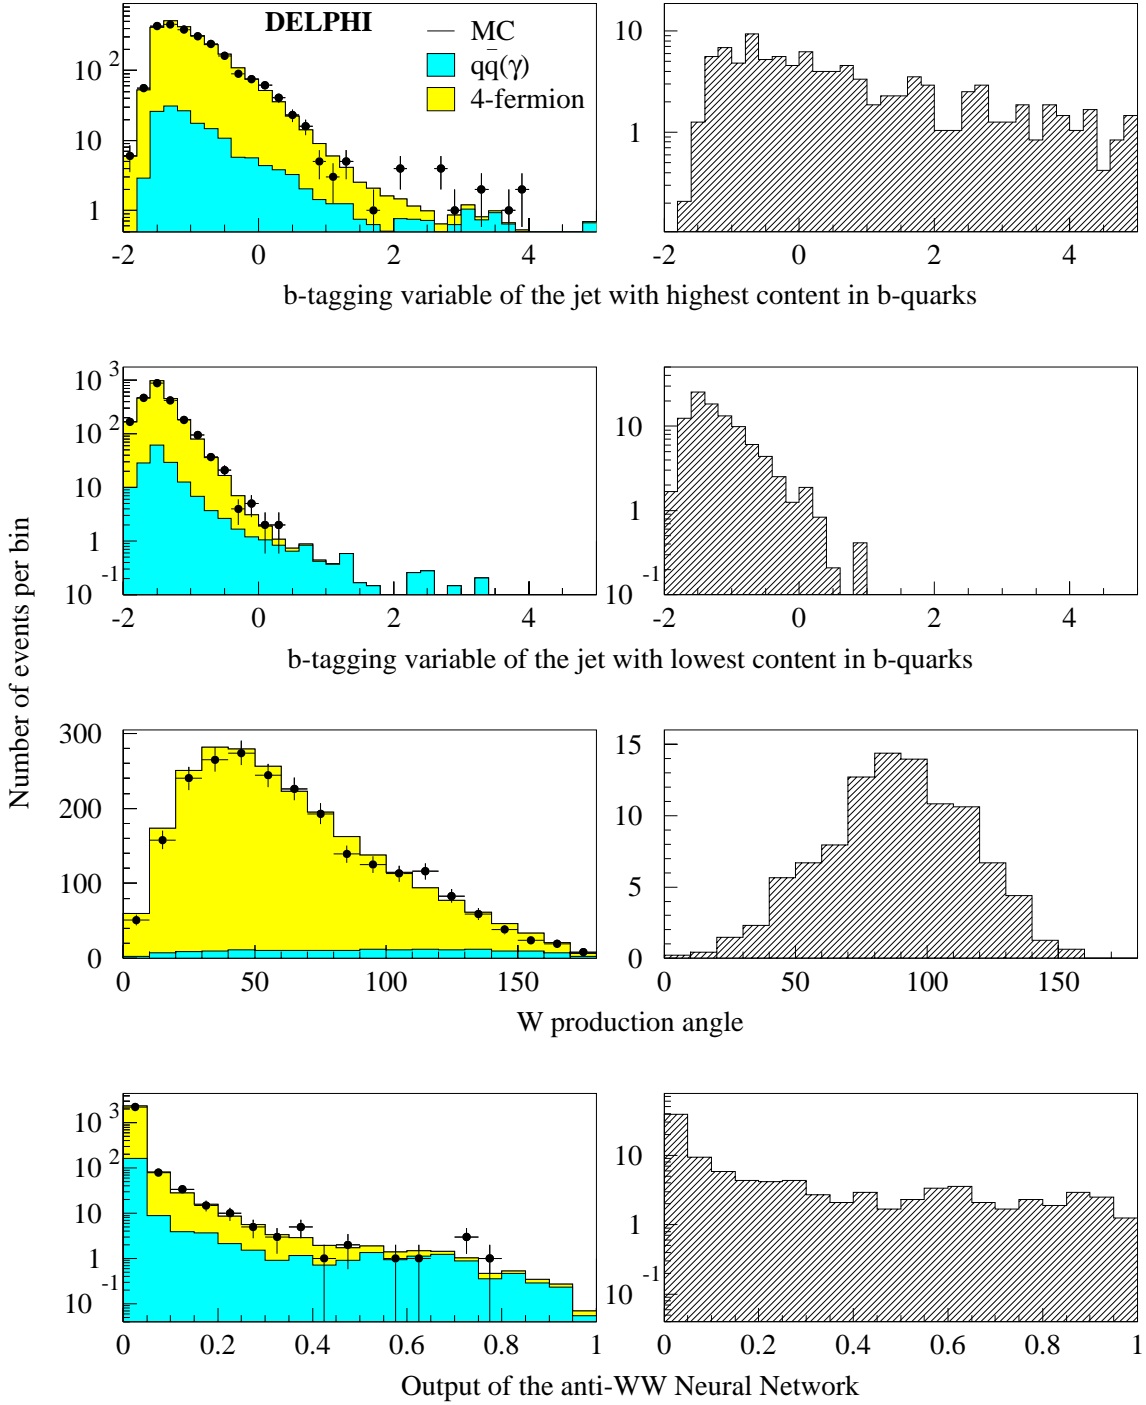 DELPHI
MC
qq̄(γ)
4-fermion
10²
10
1
-2 0 2 4
10
1
-2 0 2 4
b-tagging variable of the jet with highest content in b-quarks
10³
10²
10
1
10⁻¹
-2 0 2 4
10
1
10⁻¹
-2 0 2 4
b-tagging variable of the jet with lowest content in b-quarks
Number of events per bin
300
200
100
0
0 50 100 150
15
10
5
0
0 50 100 150
W production angle
10³
10²
10
1
10⁻¹
0 0.2 0.4 0.6 0.8 1
10
1
10⁻¹
0 0.2 0.4 0.6 0.8 1
Output of the anti-WW Neural Network